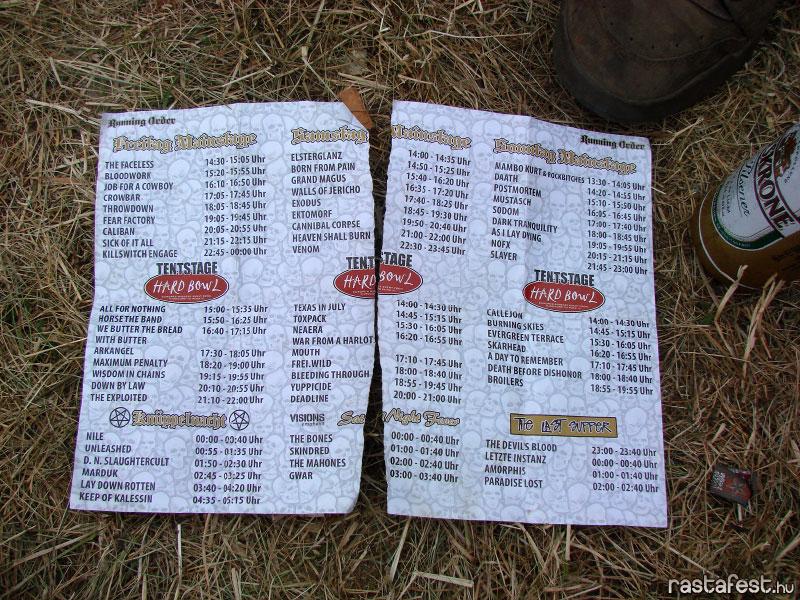 Running Order
Running Order
Freitag Mainstage
THE FACELESS 14:30 - 15:05 Uhr
BLOODWORK 15:20 - 15:55 Uhr
JOB FOR A COWBOY 16:10 - 16:50 Uhr
CROWBAR 17:05 - 17:45 Uhr
THROWDOWN 18:05 - 18:45 Uhr
FEAR FACTORY 19:05 - 19:45 Uhr
CALIBAN 20:05 - 20:55 Uhr
SICK OF IT ALL 21:15 - 22:15 Uhr
KILLSWITCH ENGAGE 22:45 - 00:00 Uhr
TENTSTAGE
HARD BOWL
ALL FOR NOTHING 15:00 - 15:35 Uhr
HORSE THE BAND 15:50 - 16:25 Uhr
WE BUTTER THE BREAD 16:40 - 17:15 Uhr
WITH BUTTER
ARKANGEL 17:30 - 18:05 Uhr
MAXIMUM PENALTY 18:20 - 19:00 Uhr
WISDOM IN CHAINS 19:15 - 19:55 Uhr
DOWN BY LAW 20:10 - 20:55 Uhr
THE EXPLOITED 21:10 - 22:00 Uhr
Knüppelnacht
NILE 00:00 - 00:40 Uhr
UNLEASHED 00:55 - 01:35 Uhr
D. N. SLAUGHTERCULT 01:50 - 02:30 Uhr
MARDUK 02:45 - 03:25 Uhr
LAY DOWN ROTTEN 03:40 - 04:20 Uhr
KEEP OF KALESSIN 04:35 - 05:15 Uhr
Samstag Mainstage
ELSTERGLANZ 14:00 - 14:35 Uhr
BORN FROM PAIN 14:50 - 15:25 Uhr
GRAND MAGUS 15:40 - 16:20 Uhr
WALLS OF JERICHO 16:35 - 17:20 Uhr
EXODUS 17:40 - 18:25 Uhr
EKTOMORF 18:45 - 19:30 Uhr
CANNIBAL CORPSE 19:50 - 20:40 Uhr
HEAVEN SHALL BURN 21:00 - 22:00 Uhr
VENOM 22:30 - 23:45 Uhr
TENTSTAGE
HARD BOWL
TEXAS IN JULY 14:00 - 14:30 Uhr
TOXPACK 14:45 - 15:15 Uhr
NEAERA 15:30 - 16:05 Uhr
WAR FROM A HARLOTS 16:20 - 16:55 Uhr
MOUTH
FREI.WILD 17:10 - 17:45 Uhr
BLEEDING THROUGH 18:00 - 18:40 Uhr
YUPPICIDE 18:55 - 19:45 Uhr
DEADLINE 20:00 - 21:00 Uhr
VISIONS
THE BONES 00:00 - 00:40 Uhr
SKINDRED 01:00 - 01:40 Uhr
THE MAHONES 02:00 - 02:40 Uhr
GWAR 03:00 - 03:40 Uhr
Sonntag Mainstage
MAMBO KURT & ROCKBITCHES 13:30 - 14:05 Uhr
DAATH 14:20 - 14:55 Uhr
POSTMORTEM 15:10 - 15:50 Uhr
MUSTASCH 16:05 - 16:45 Uhr
SODOM 17:00 - 17:40 Uhr
DARK TRANQUILITY 18:00 - 18:45 Uhr
AS I LAY DYING 19:05 - 19:55 Uhr
NOFX 20:15 - 21:15 Uhr
SLAYER 21:45 - 23:00 Uhr
TENTSTAGE
HARD BOWL
CALLEJON 14:00 - 14:30 Uhr
BURNING SKIES 14:45 - 15:15 Uhr
EVERGREEN TERRACE 15:30 - 16:05 Uhr
SKARHEAD 16:20 - 16:55 Uhr
A DAY TO REMEMBER 17:10 - 17:45 Uhr
DEATH BEFORE DISHONOR 18:00 - 18:40 Uhr
BROILERS 18:55 - 19:55 Uhr
THE LAST SUPPER
THE DEVIL'S BLOOD 23:00 - 23:40 Uhr
LETZTE INSTANZ 00:00 - 00:40 Uhr
AMORPHIS 01:00 - 01:40 Uhr
PARADISE LOST 02:00 - 02:40 Uhr
rastafest.hu